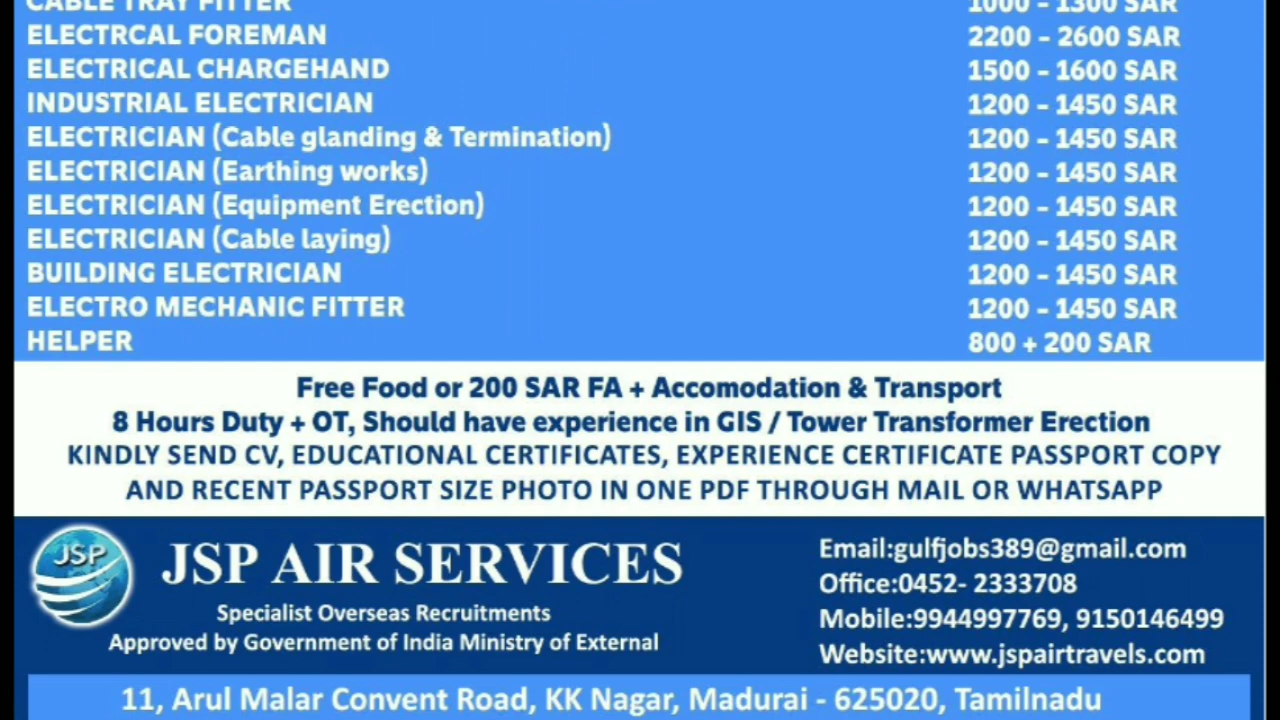 CABLE TRAY FITTER 1000 - 1300 SAR
ELECTRCAL FOREMAN 2200 - 2600 SAR
ELECTRICAL CHARGEHAND 1500 - 1600 SAR
INDUSTRIAL ELECTRICIAN 1200 - 1450 SAR
ELECTRICIAN (Cable glanding & Termination) 1200 - 1450 SAR
ELECTRICIAN (Earthing works) 1200 - 1450 SAR
ELECTRICIAN (Equipment Erection) 1200 - 1450 SAR
ELECTRICIAN (Cable laying) 1200 - 1450 SAR
BUILDING ELECTRICIAN 1200 - 1450 SAR
ELECTRO MECHANIC FITTER 1200 - 1450 SAR
HELPER 800 + 200 SAR
Free Food or 200 SAR FA + Accomodation & Transport
8 Hours Duty + OT, Should have experience in GIS / Tower Transformer Erection
KINDLY SEND CV, EDUCATIONAL CERTIFICATES, EXPERIENCE CERTIFICATE PASSPORT COPY
AND RECENT PASSPORT SIZE PHOTO IN ONE PDF THROUGH MAIL OR WHATSAPP
JSP
JSP AIR SERVICES
Specialist Overseas Recruitments
Approved by Government of India Ministry of External
Email:gulfjobs389@gmail.com
Office:0452- 2333708
Mobile:9944997769, 9150146499
Website:www.jspairtravels.com
11, Arul Malar Convent Road, KK Nagar, Madurai - 625020, Tamilnadu